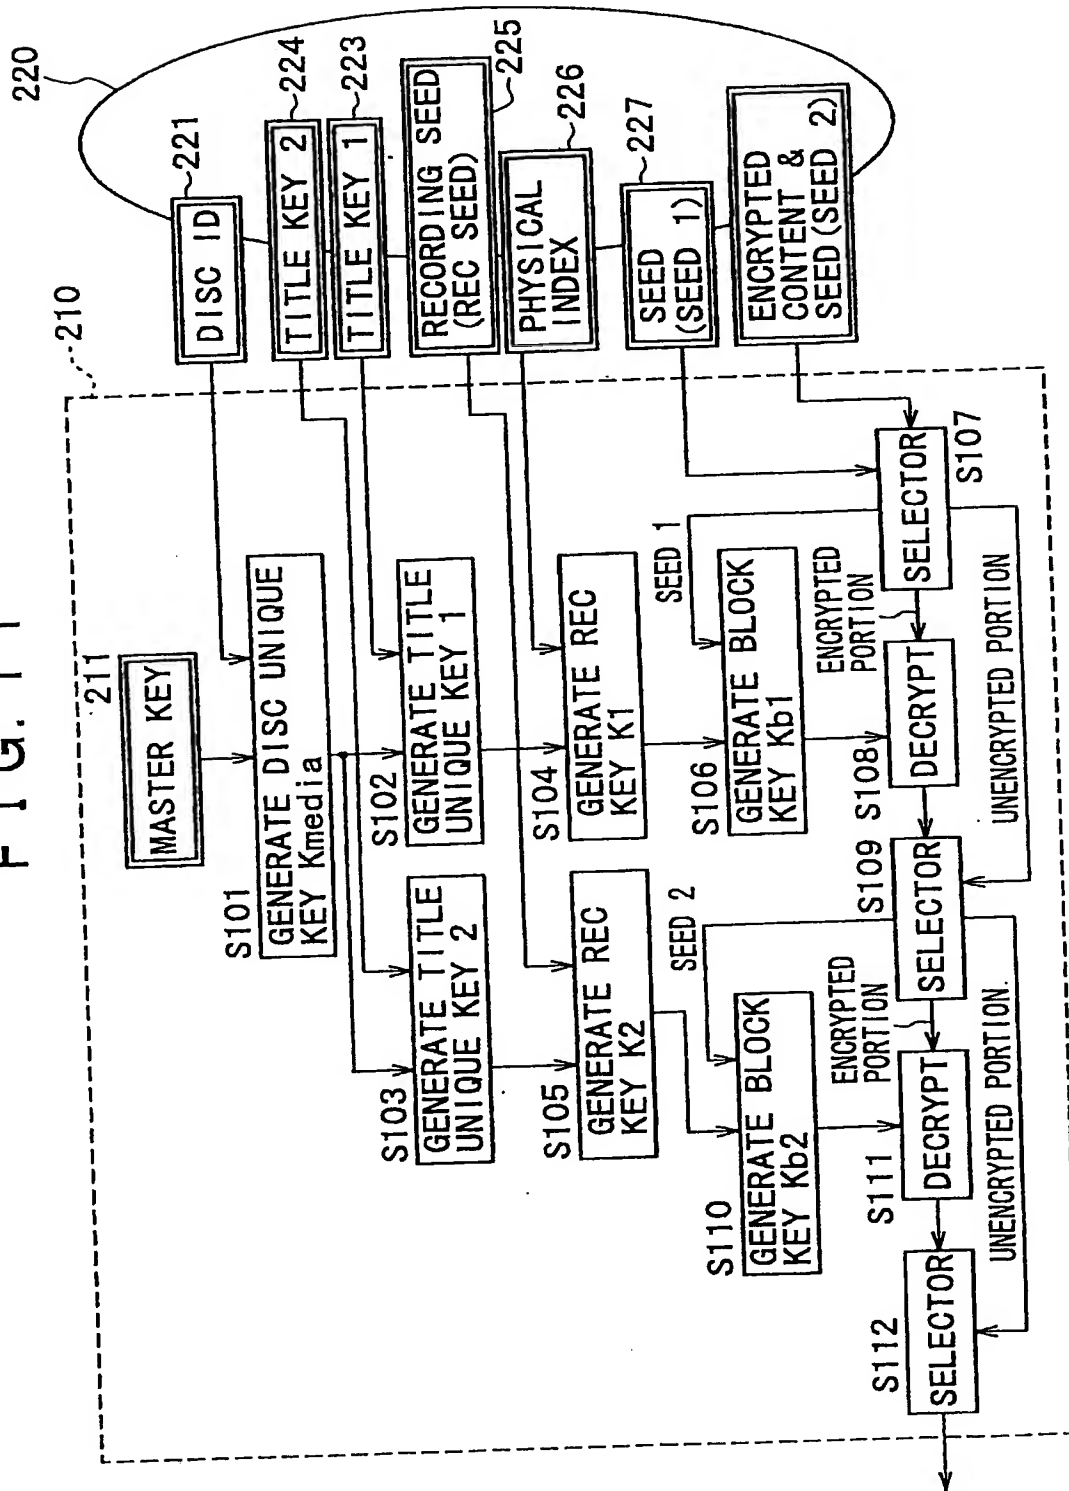 FIG. 11
220
210
211
MASTER KEY
DISC ID
221
TITLE KEY 2
224
TITLE KEY 1
223
RECORDING SEED
(REC SEED)
225
PHYSICAL
INDEX
226
SEED
(SEED 1)
227
ENCRYPTED
CONTENT &
SEED (SEED 2)
S101
GENERATE DISC UNIQUE
KEY Kmedia
S102
GENERATE TITLE
UNIQUE KEY 1
S103
GENERATE TITLE
UNIQUE KEY 2
S104
GENERATE REC
KEY K1
S105
GENERATE REC
KEY K2
SEED 1
S106
GENERATE BLOCK
KEY Kb1
SEED 2
S110
GENERATE BLOCK
KEY Kb2
SELECTOR
S107
ENCRYPTED
PORTION
S108
DECRYPT
UNENCRYPTED PORTION
S109
SELECTOR
ENCRYPTED
PORTION
S111
DECRYPT
UNENCRYPTED PORTION.
S112
SELECTOR